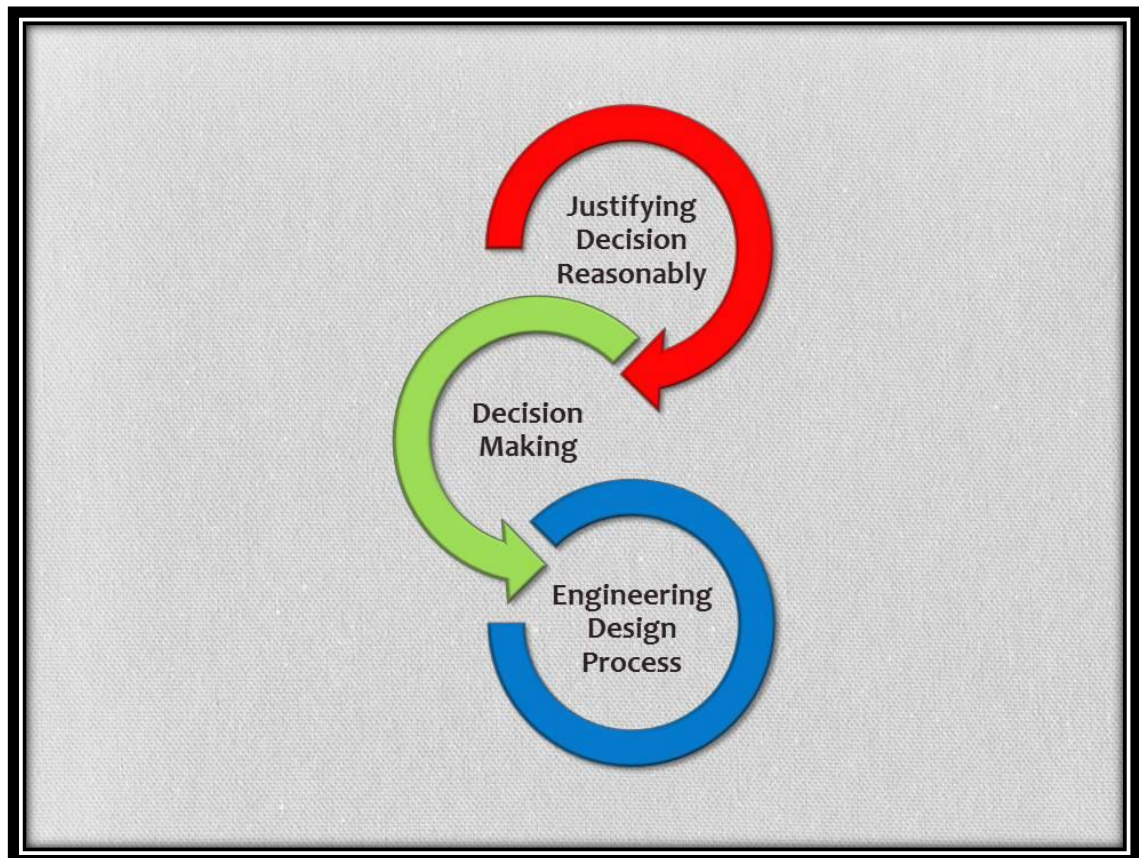 Justifying
Decision
Reasonably
Decision
Making
Engineering
Design
Process